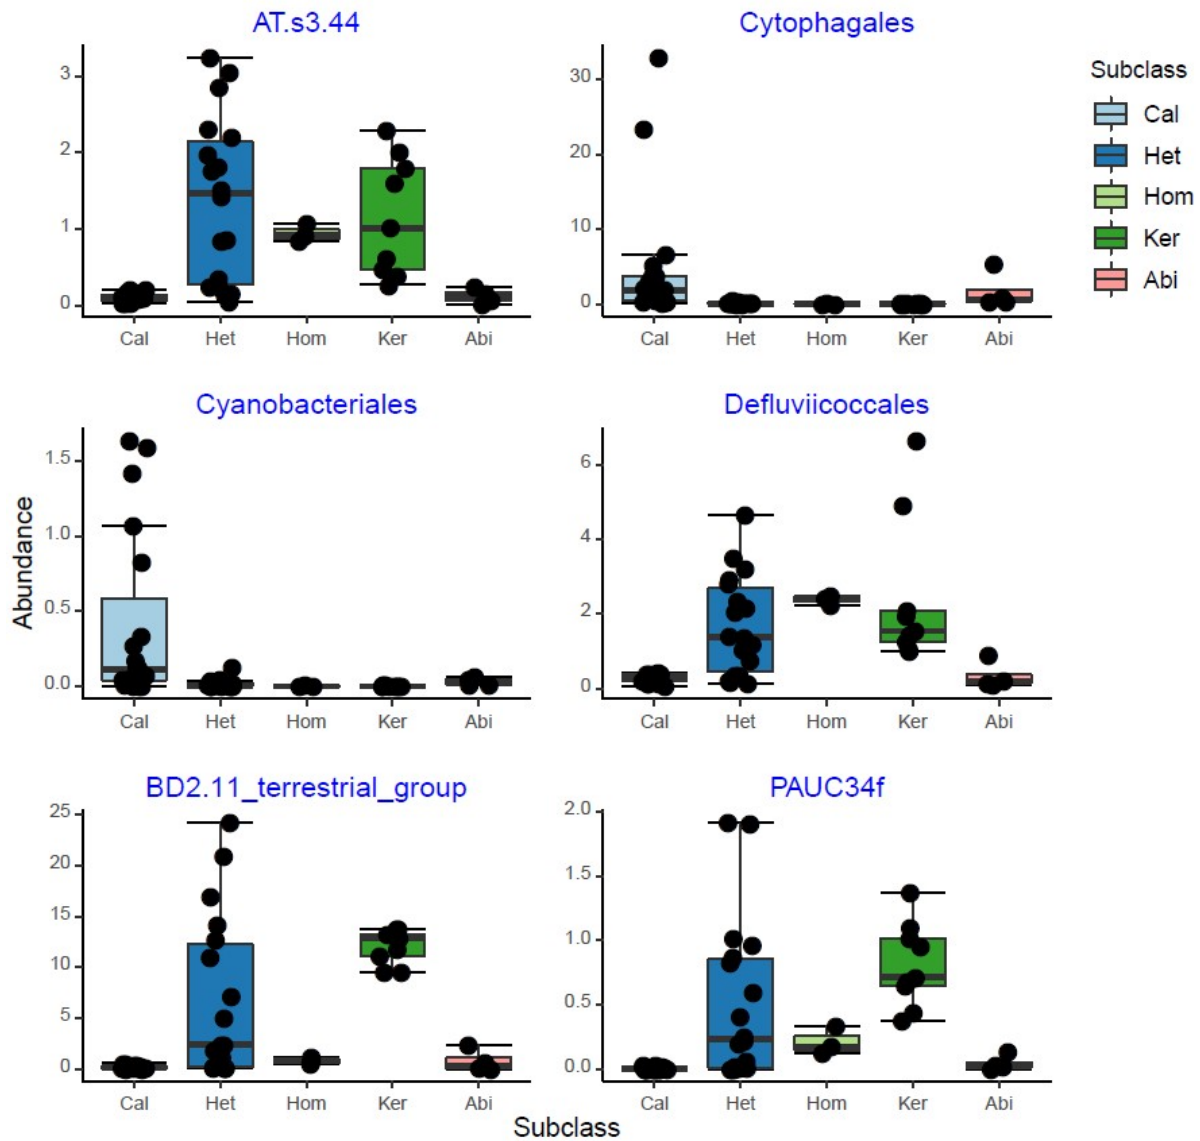 AT.s3.44
3
2
1
0
Cal Het Hom Ker Abi
Cytophagales
30
20
10
0
Cal Het Hom Ker Abi
Subclass
Cal
Het
Hom
Ker
Abi
Abundance
Cyanobacteriales
1.5
1.0
0.5
0.0
Cal Het Hom Ker Abi
Defluviicoccales
6
4
2
0
Cal Het Hom Ker Abi
BD2.11_terrestrial_group
25
20
15
10
5
0
Cal Het Hom Ker Abi
PAUC34f
2.0
1.5
1.0
0.5
0.0
Cal Het Hom Ker Abi
Subclass